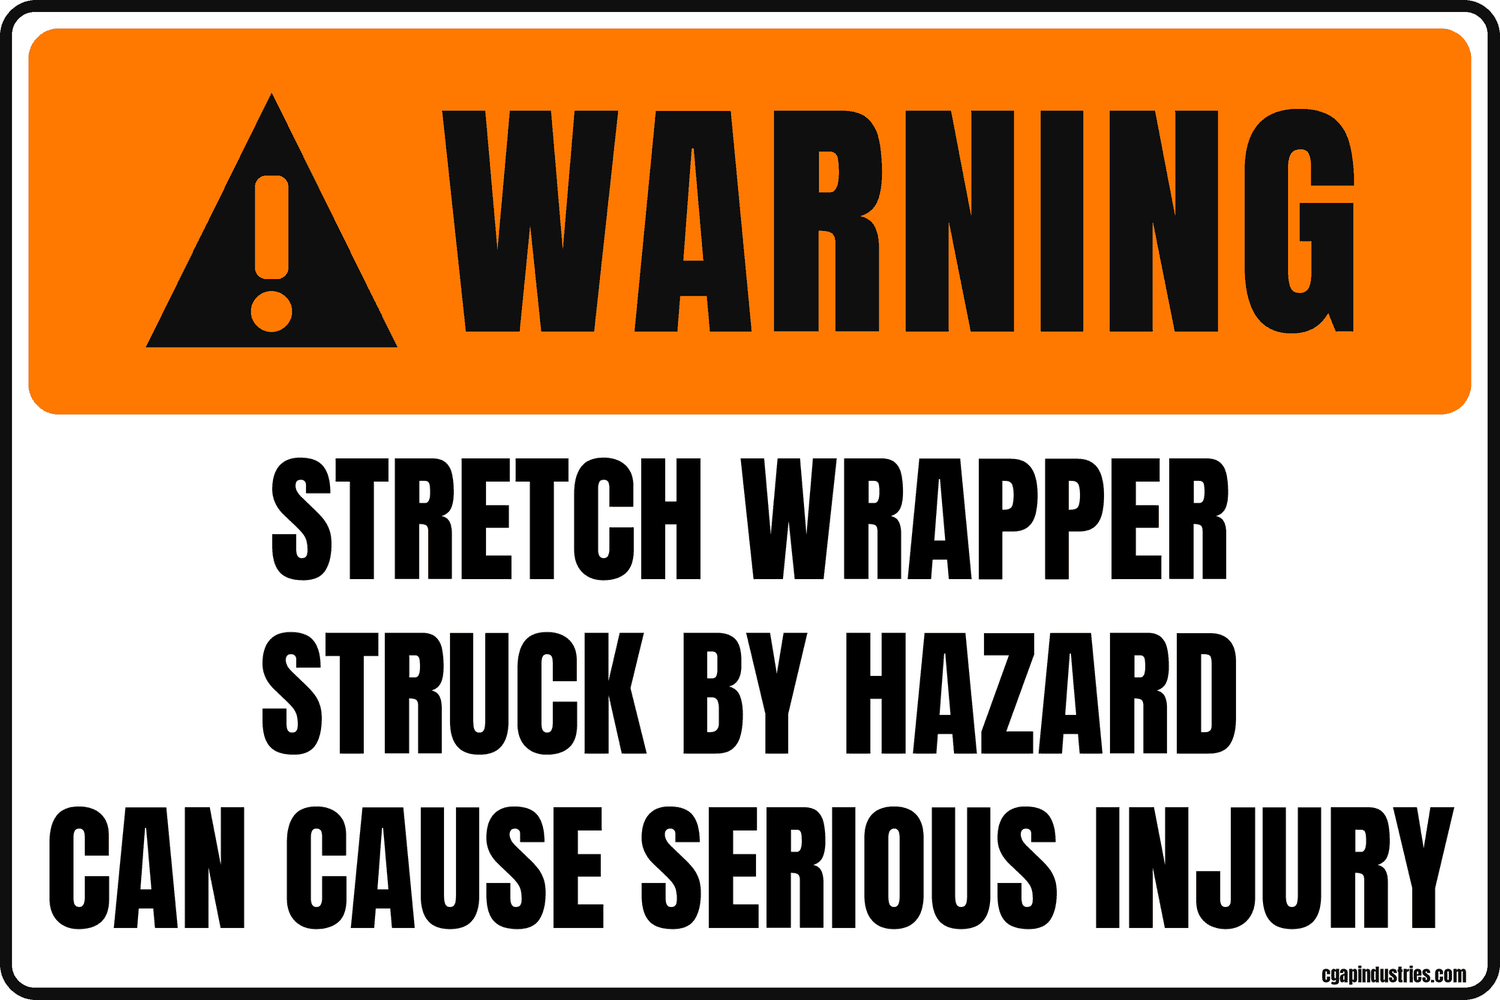 WARNING
STRETCH WRAPPER
STRUCK BY HAZARD
CAN CAUSE SERIOUS INJURY
cgapindustries.com